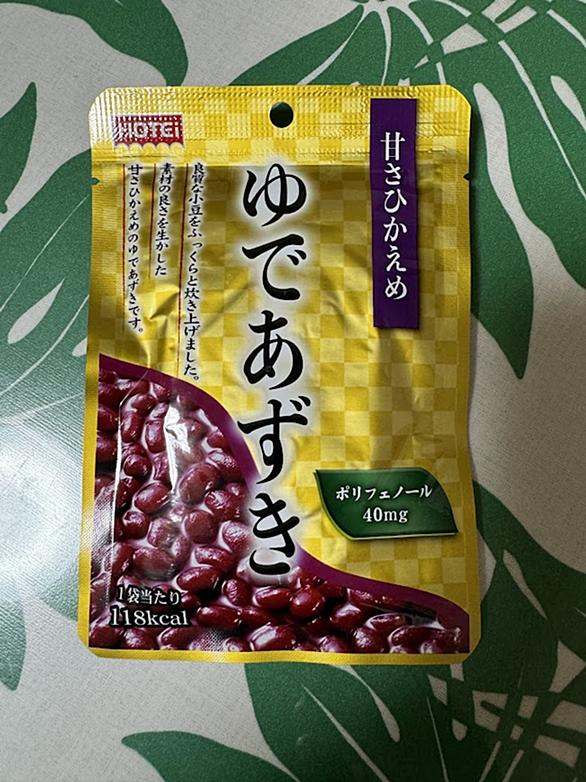 HOTEi
甘さひかえめ
ゆであずき
良質な小豆をふっくらと炊き上げました。
素材の良さを生かした
甘さひかえめのゆであずきです。
ポリフェノール
40mg
1袋当たり
118kcal